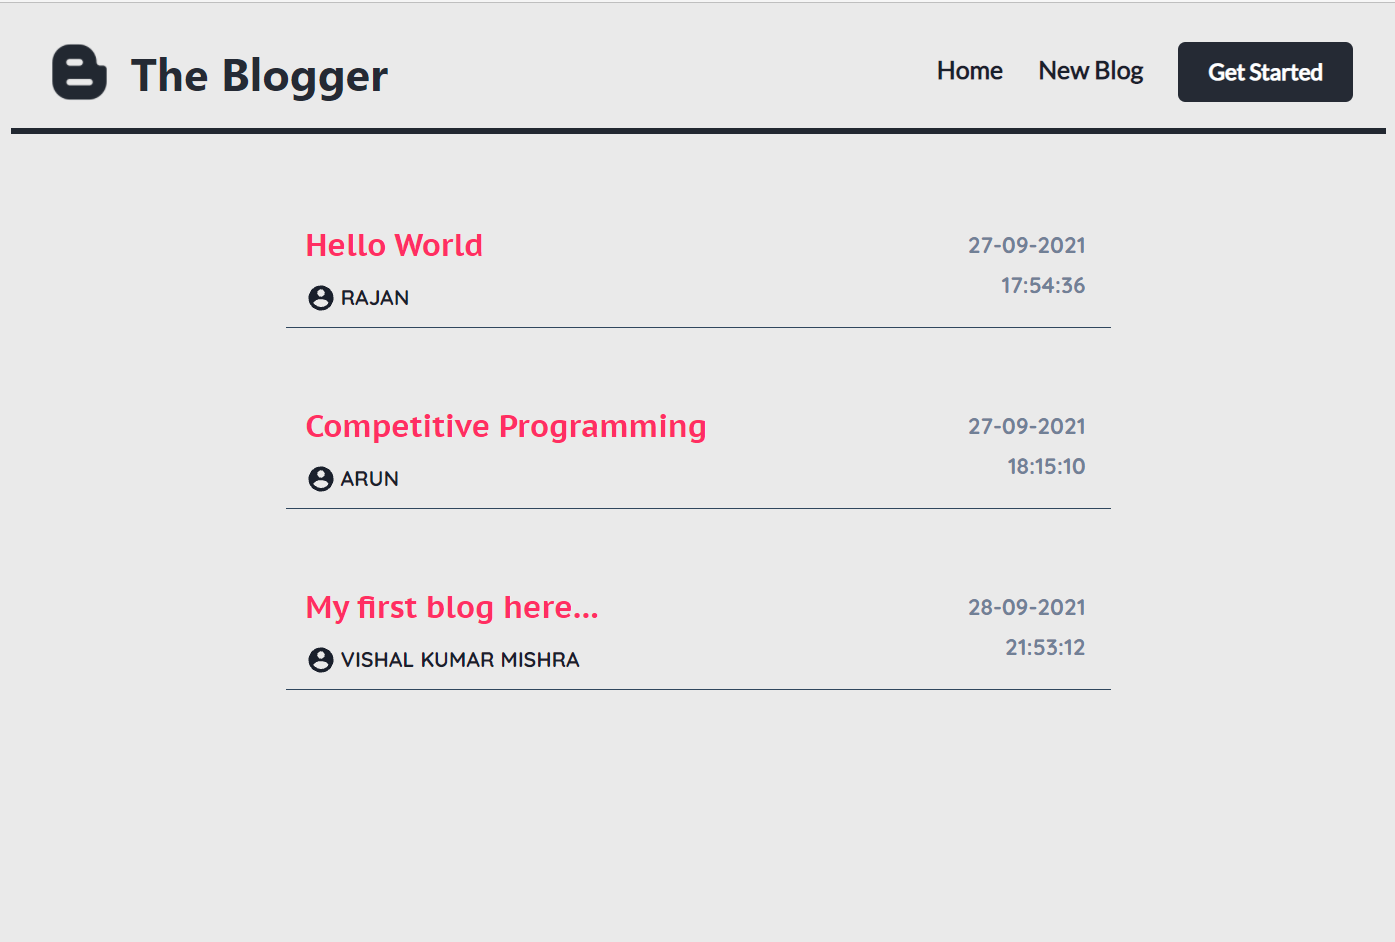 The Blogger
Home New Blog Get Started
Hello World 27-09-2021
RAJAN 17:54:36
Competitive Programming 27-09-2021
ARUN 18:15:10
My first blog here... 28-09-2021
VISHAL KUMAR MISHRA 21:53:12